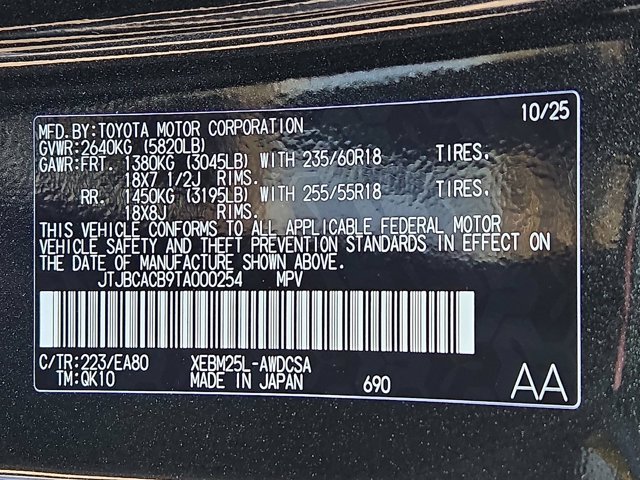 10/25
MFD.BY:TOYOTA MOTOR CORPORATION
GVWR:2640KG (5820LB)
GAWR:FRT. 1380KG (3045LB) WITH 235/60R18 TIRES.
18X7 1/2J RIMS.
RR. 1450KG (3195LB) WITH 255/55R18 TIRES.
18X8J RIMS.
THIS VEHICLE CONFORMS TO ALL APPLICABLE FEDERAL MOTOR
VEHICLE SAFETY AND THEFT PREVENTION STANDARDS IN EFFECT ON
THE DATE OF MANUFACTURE SHOWN ABOVE.
JTJBCACB9TA000254 MPV
C/TR:223/EA80 XEBM25L-AWDCSA
TM:QK10 MADE IN JAPAN 690 AA